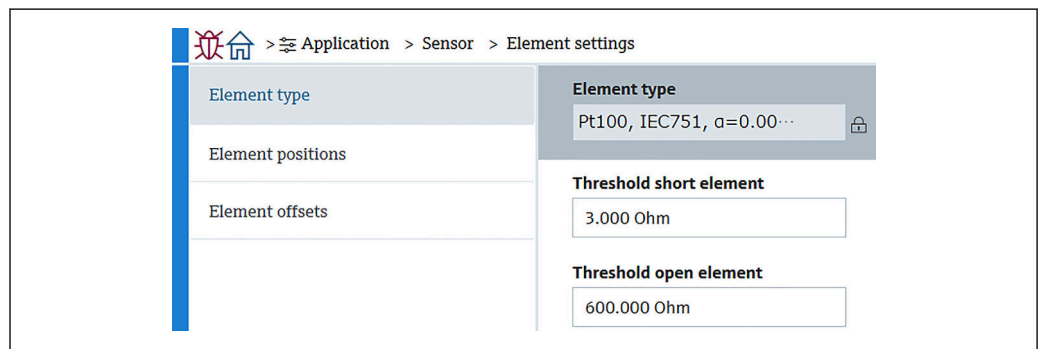 > Application > Sensor > Element settings
Element type
Element positions
Element offsets
Element type
Pt100, IEC751, α=0.00···
Threshold short element
3.000 Ohm
Threshold open element
600.000 Ohm